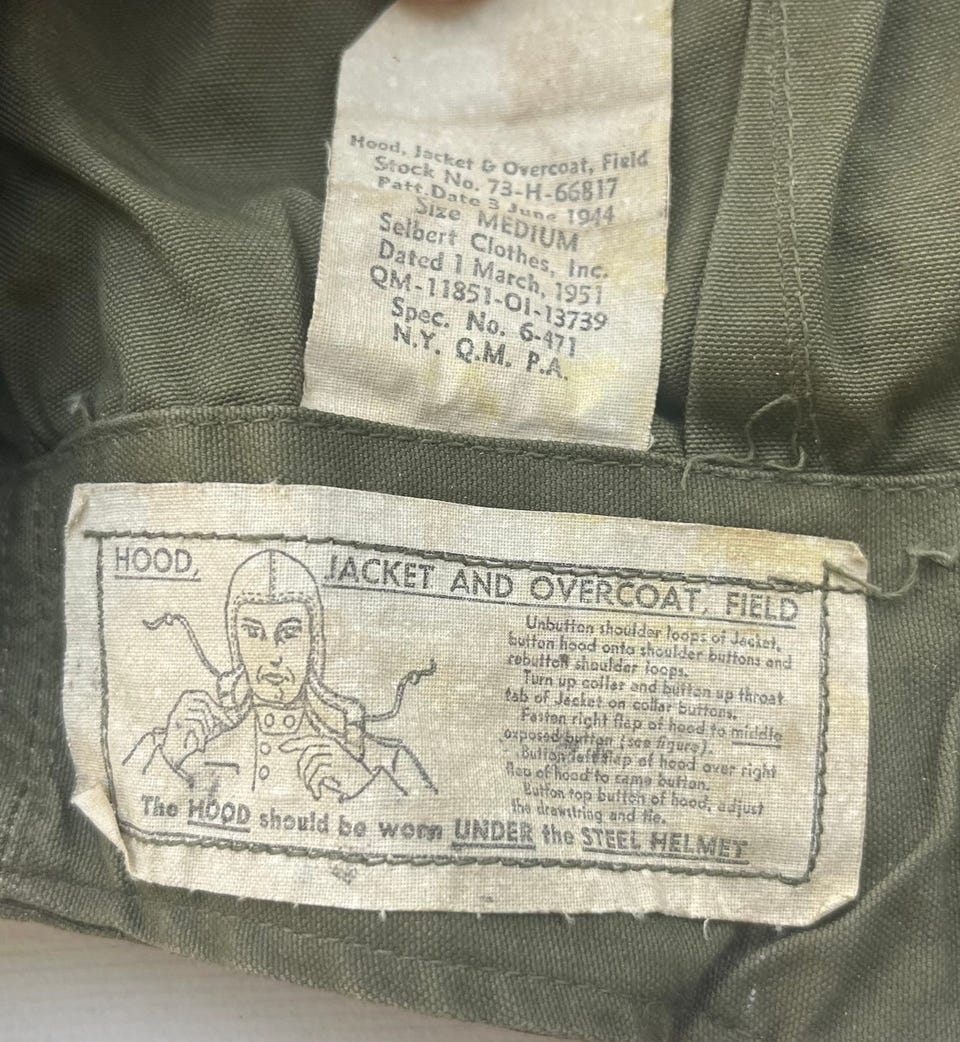 Hood, Jacket & Overcoat, Field
Stock No. 73-H-66817
Patt. Date 3 June 1944
Size MEDIUM
Selbert Clothes, Inc.
Dated 1 March, 1951
QM-11851-OI-13739
Spec. No. 6-471
N.Y. Q.M. P.A.
HOOD, JACKET AND OVERCOAT, FIELD
Unbutton shoulder loops of Jacket,
button hood onto shoulder buttons and
rebutton shoulder loops.
Turn up collar and button up throat
tab of Jacket on collar buttons.
Fasten right flap of hood to middle
exposed button (see figure).
Button left flap of hood over right
flap of hood to same button.
Button top button of hood, adjust
the drawstring and tie.
The HOOD should be worn UNDER the STEEL HELMET